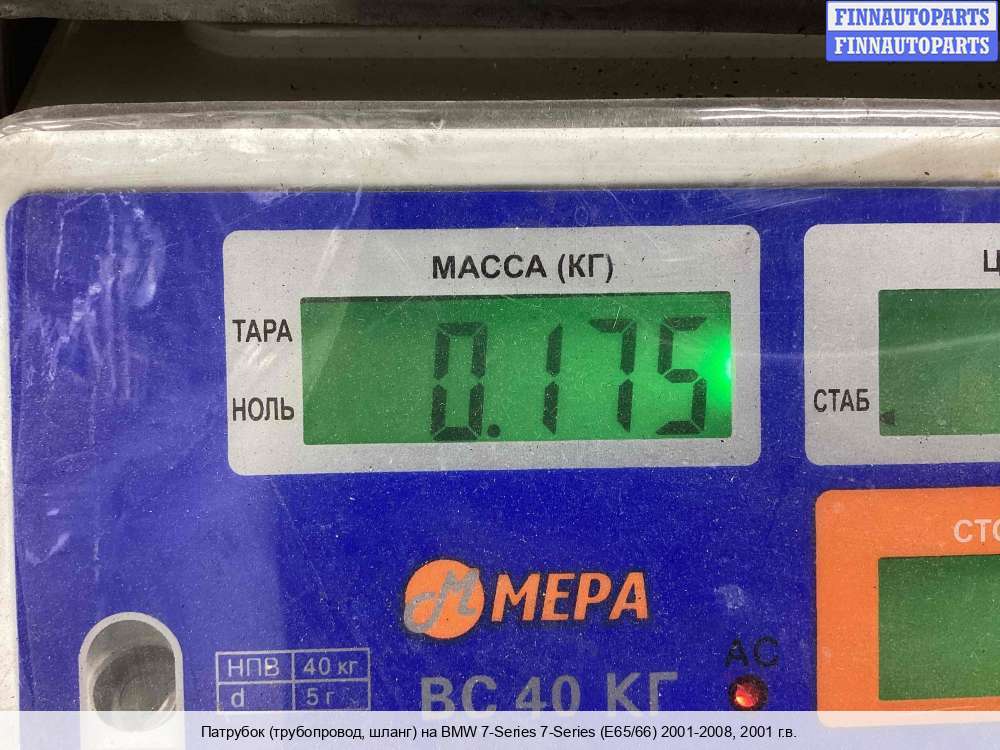 FINNAUTOPARTS
FINNAUTOPARTS
МАССА (КГ)
ТАРА
НОЛЬ
0.175
СТАБ
МЕРА
НПВ 40 кг
d 5 г
ВС 40 КГ
AC
Патрубок (трубопровод, шланг) на BMW 7-Series 7-Series (E65/66) 2001-2008, 2001 г.в.